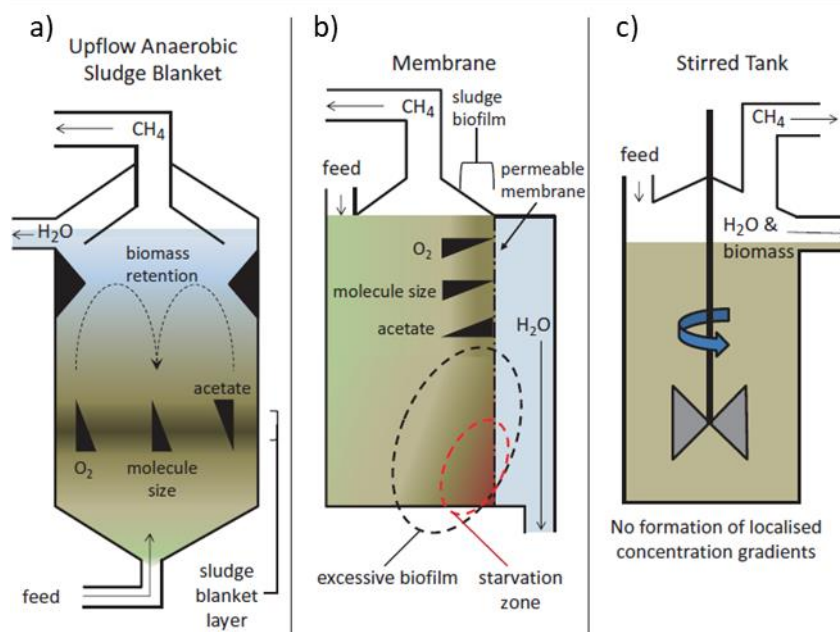 a)
Upflow Anaerobic
Sludge Blanket
CH₄
H₂O
biomass
retention
acetate
O₂
molecule
size
feed
sludge
blanket
layer
b)
Membrane
CH₄
sludge
biofilm
feed
permeable
membrane
O₂
molecule size
acetate
H₂O
excessive biofilm
starvation
zone
c)
Stirred Tank
CH₄
feed
H₂O &
biomass
No formation of localised
concentration gradients